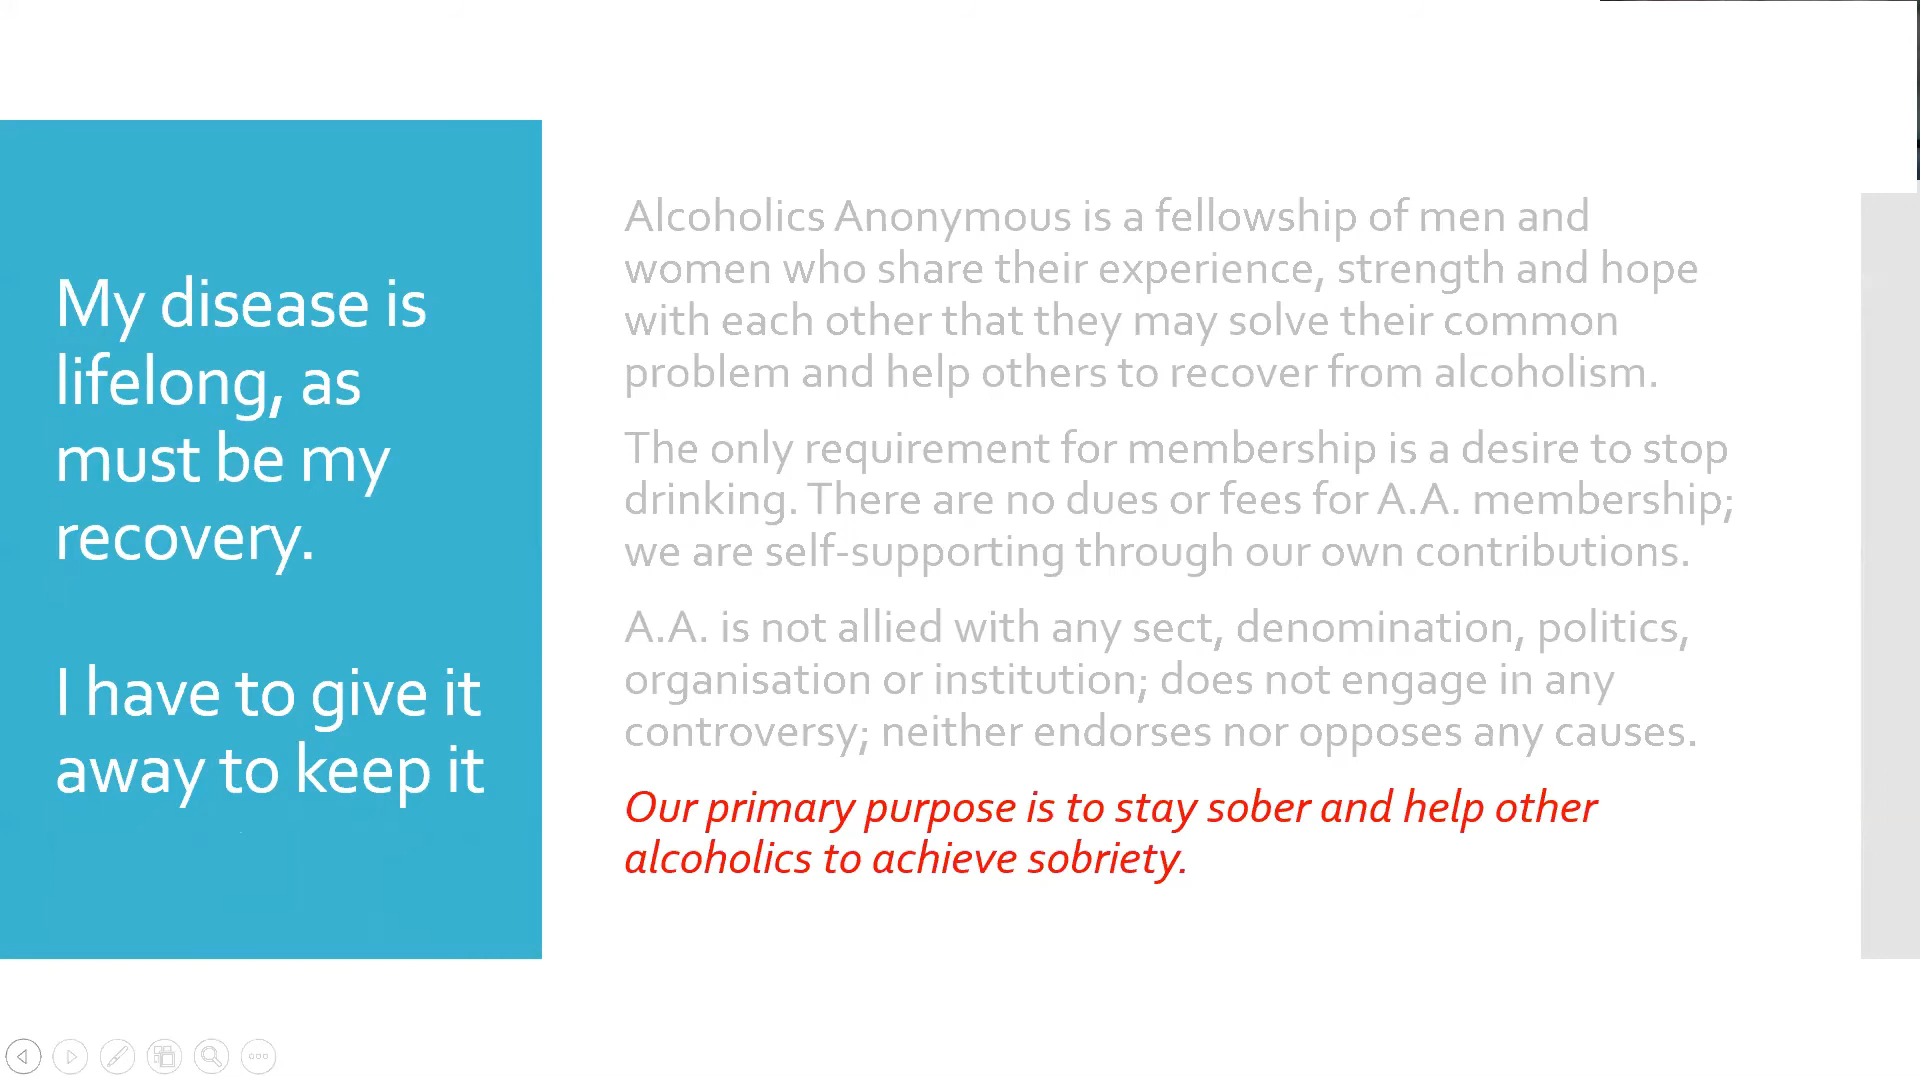 My disease is
lifelong, as
must be my
recovery.
I have to give it
away to keep it
Alcoholics Anonymous is a fellowship of men and
women who share their experience, strength and hope
with each other that they may solve their common
problem and help others to recover from alcoholism.
The only requirement for membership is a desire to stop
drinking. There are no dues or fees for A.A. membership;
we are self-supporting through our own contributions.
A.A. is not allied with any sect, denomination, politics,
organisation or institution; does not engage in any
controversy; neither endorses nor opposes any causes.
Our primary purpose is to stay sober and help other
alcoholics to achieve sobriety.